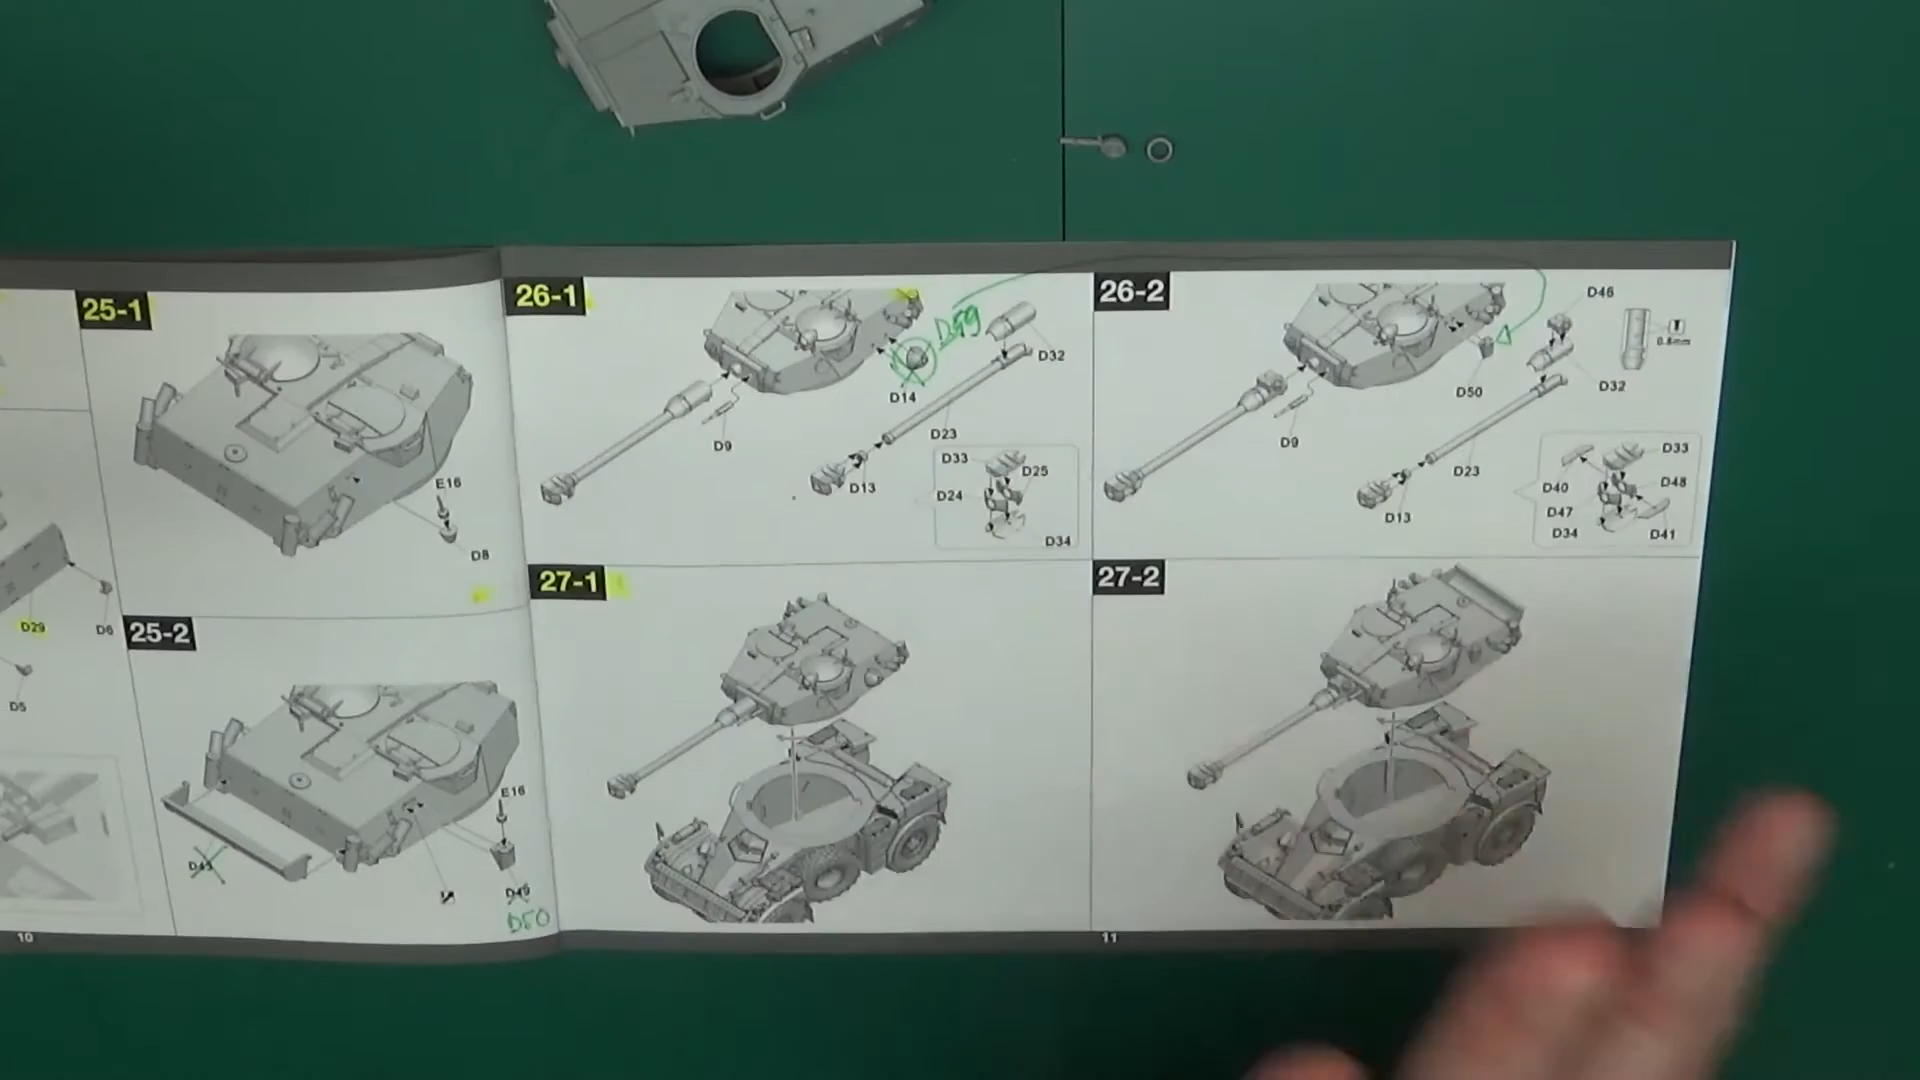 25-1
E16
D8
D29
D6
D5
25-2
D43
E16
D49
D50
10
26-1
D59
D32
D14
D9
D23
D13
D33
D25
D24
D34
26-2
D46
0.8mm
D32
D50
D9
D23
D13
D33
D40
D48
D47
D34
D41
27-1
27-2
11